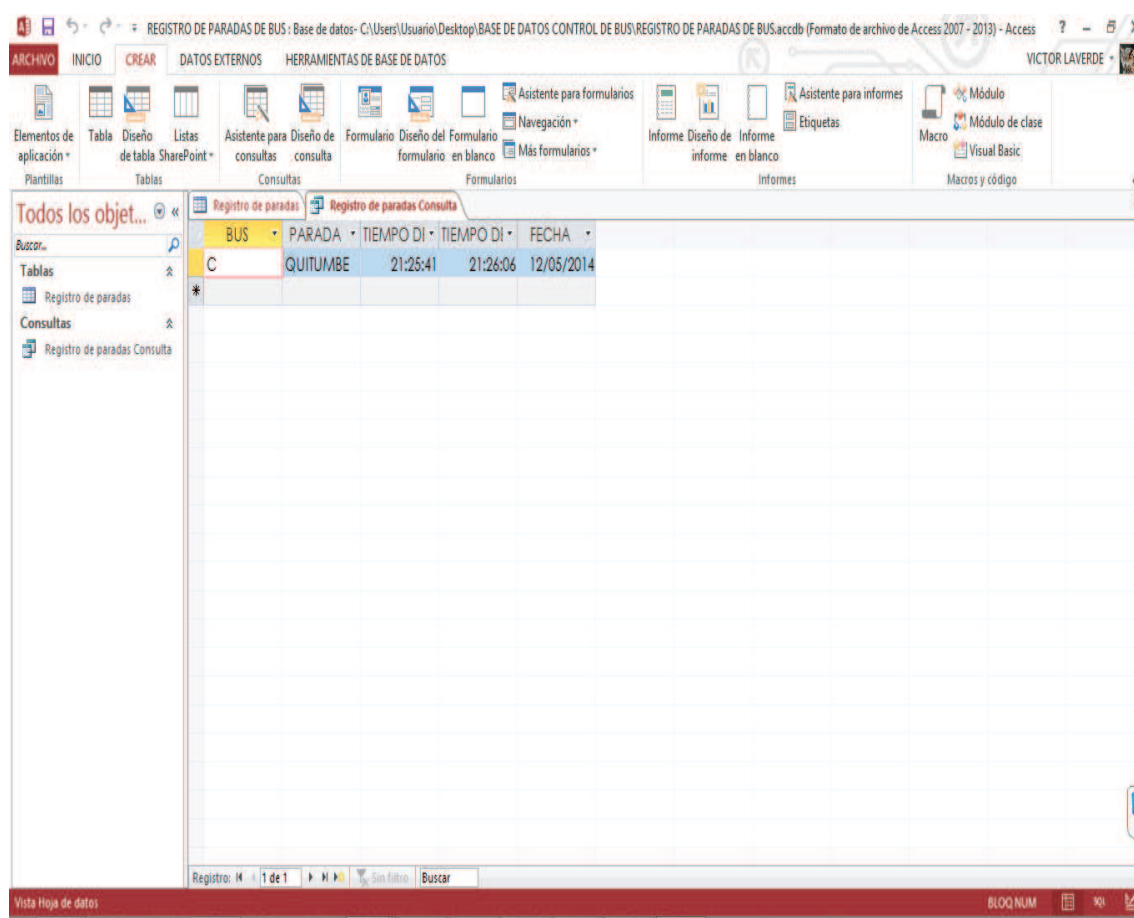 REGISTRO DE PARADAS DE BUS : Base de datos- C:\Users\Usuario\Desktop\BASE DE DATOS CONTROL DE BUS\REGISTRO DE PARADAS DE BUS.accdb (Formato de archivo de Access 2007 - 2013) - Access ?
ARCHIVO INICIO CREAR DATOS EXTERNOS HERRAMIENTAS DE BASE DE DATOS VICTOR LAVERDE
Elementos de aplicación
Tabla
Diseño de tabla
Listas SharePoint
Asistente para consultas
Diseño de consulta
Formulario
Diseño del formulario
Formulario en blanco
Asistente para formularios
Navegación
Más formularios
Informe
Diseño de informe
Informe en blanco
Asistente para informes
Etiquetas
Macro
Módulo
Módulo de clase
Visual Basic
Plantillas Tablas Consultas Formularios Informes Macros y código
Todos los objet... «
Buscar...
Tablas
Registro de paradas
Consultas
Registro de paradas Consulta
Registro de paradas Registro de paradas Consulta
BUS PARADA TIEMPO DI TIEMPO DI FECHA
C QUITUMBE 21:25:41 21:26:06 12/05/2014
*
Registro: 1 de 1 Sin filtro Buscar
Vista Hoja de datos BLOQ NUM SQL